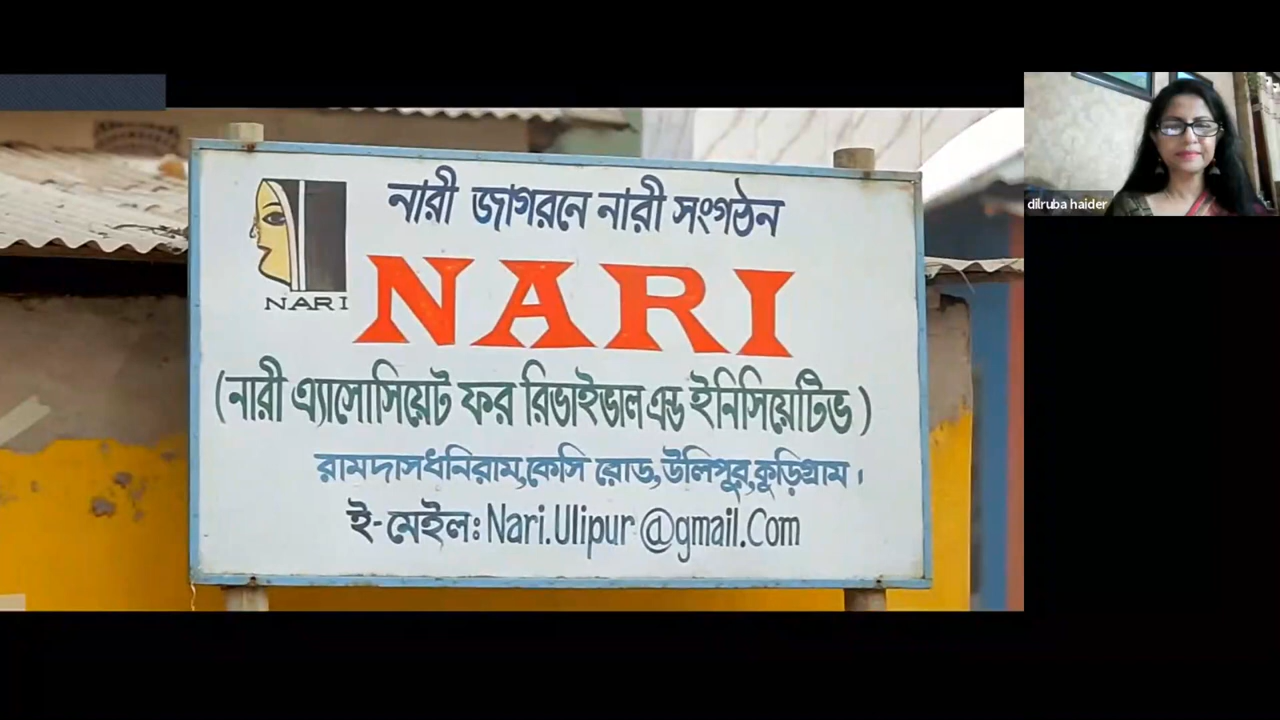 নারী জাগরনে নারী সংগঠন
NARI
NARI
(নারী এ্যাসোসিয়েট ফর রিভাইভাল এন্ড ইনিসিয়েটিভ)
রামদাসধনিরাম,কেসি রোড,উলিপুর,কুড়িগ্রাম।
ই-মেইলঃ Nari.Ulipur@gmail.Com
dilruba haider